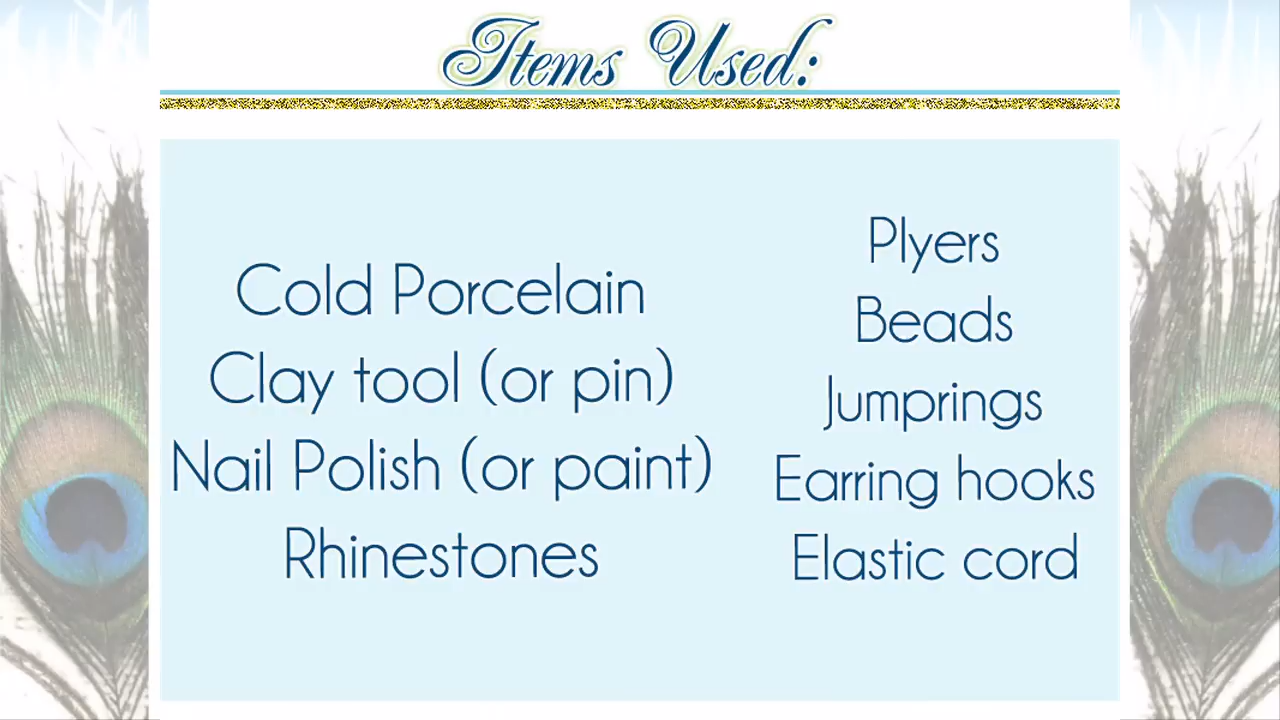 Items Used:
Cold Porcelain
Clay tool (or pin)
Nail Polish (or paint)
Rhinestones
Plyers
Beads
Jumprings
Earring hooks
Elastic cord